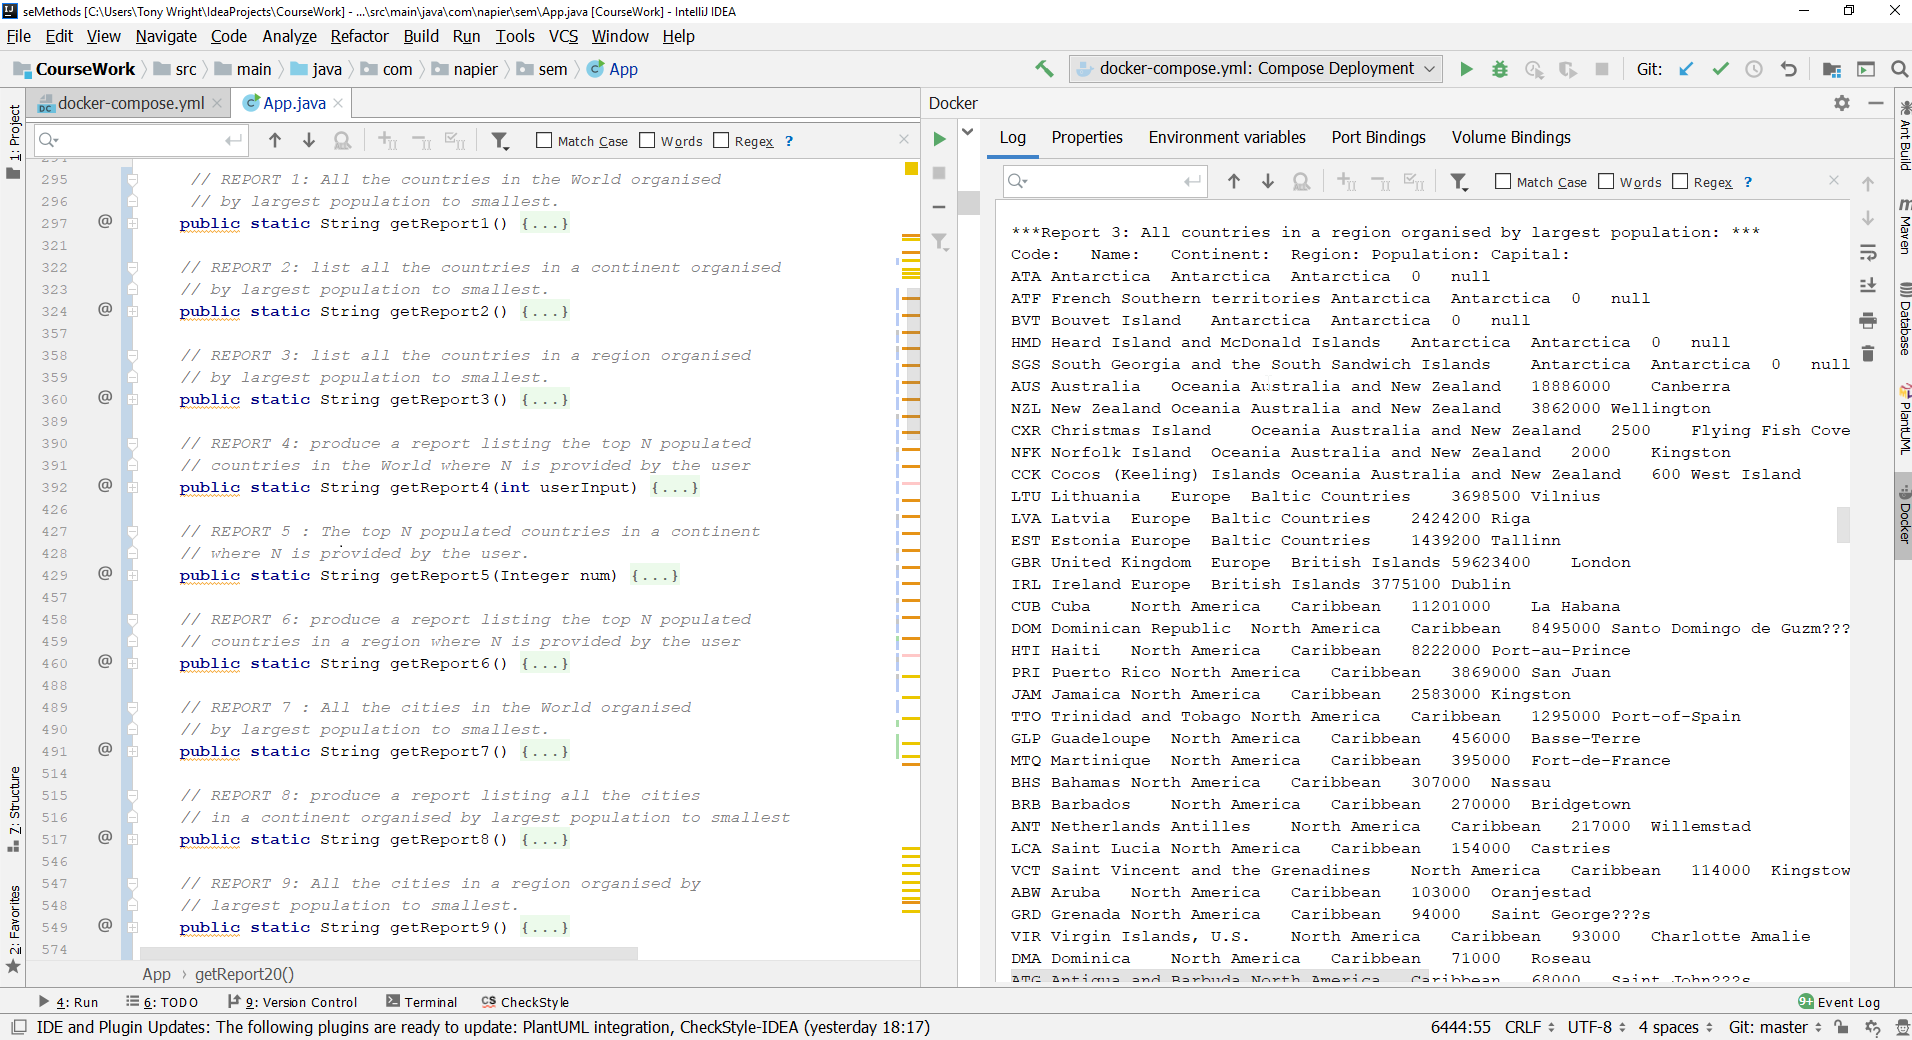 seMethods [C:\Users\Tony Wright\IdeaProjects\CourseWork] - ...\src\main\java\com\napier\sem\App.java [CourseWork] - IntelliJ IDEA
File Edit View Navigate Code Analyze Refactor Build Run Tools VCS Window Help
CourseWork src main java com napier sem App docker-compose.yml: Compose Deployment Git:
docker-compose.yml App.java
Match Case Words Regex ?
295 // REPORT 1: All the countries in the World organised
296 // by largest population to smallest.
297 @ public static String getReport1() {...}
321
322 // REPORT 2: list all the countries in a continent organised
323 // by largest population to smallest.
324 @ public static String getReport2() {...}
357
358 // REPORT 3: list all the countries in a region organised
359 // by largest population to smallest.
360 @ public static String getReport3() {...}
389
390 // REPORT 4: produce a report listing the top N populated
391 // countries in the World where N is provided by the user
392 @ public static String getReport4(int userInput) {...}
426
427 // REPORT 5 : The top N populated countries in a continent
428 // where N is provided by the user.
429 @ public static String getReport5(Integer num) {...}
457
458 // REPORT 6: produce a report listing the top N populated
459 // countries in a region where N is provided by the user
460 @ public static String getReport6() {...}
488
489 // REPORT 7 : All the cities in the World organised
490 // by largest population to smallest.
491 @ public static String getReport7() {...}
514
515 // REPORT 8: produce a report listing all the cities
516 // in a continent organised by largest population to smallest
517 @ public static String getReport8() {...}
546
547 // REPORT 9: All the cities in a region organised by
548 // largest population to smallest.
549 @ public static String getReport9() {...}
574
App › getReport20()
Docker
Log Properties Environment variables Port Bindings Volume Bindings
Match Case Words Regex ?
***Report 3: All countries in a region organised by largest population: ***
Code: Name: Continent: Region: Population: Capital:
ATA Antarctica Antarctica Antarctica 0 null
ATF French Southern territories Antarctica Antarctica 0 null
BVT Bouvet Island Antarctica Antarctica 0 null
HMD Heard Island and McDonald Islands Antarctica Antarctica 0 null
SGS South Georgia and the South Sandwich Islands Antarctica Antarctica 0 null
AUS Australia Oceania Australia and New Zealand 18886000 Canberra
NZL New Zealand Oceania Australia and New Zealand 3862000 Wellington
CXR Christmas Island Oceania Australia and New Zealand 2500 Flying Fish Cove
NFK Norfolk Island Oceania Australia and New Zealand 2000 Kingston
CCK Cocos (Keeling) Islands Oceania Australia and New Zealand 600 West Island
LTU Lithuania Europe Baltic Countries 3698500 Vilnius
LVA Latvia Europe Baltic Countries 2424200 Riga
EST Estonia Europe Baltic Countries 1439200 Tallinn
GBR United Kingdom Europe British Islands 59623400 London
IRL Ireland Europe British Islands 3775100 Dublin
CUB Cuba North America Caribbean 11201000 La Habana
DOM Dominican Republic North America Caribbean 8495000 Santo Domingo de Guzm???
HTI Haiti North America Caribbean 8222000 Port-au-Prince
PRI Puerto Rico North America Caribbean 3869000 San Juan
JAM Jamaica North America Caribbean 2583000 Kingston
TTO Trinidad and Tobago North America Caribbean 1295000 Port-of-Spain
GLP Guadeloupe North America Caribbean 456000 Basse-Terre
MTQ Martinique North America Caribbean 395000 Fort-de-France
BHS Bahamas North America Caribbean 307000 Nassau
BRB Barbados North America Caribbean 270000 Bridgetown
ANT Netherlands Antilles North America Caribbean 217000 Willemstad
LCA Saint Lucia North America Caribbean 154000 Castries
VCT Saint Vincent and the Grenadines North America Caribbean 114000 Kingstow
ABW Aruba North America Caribbean 103000 Oranjestad
GRD Grenada North America Caribbean 94000 Saint George???s
VIR Virgin Islands, U.S. North America Caribbean 93000 Charlotte Amalie
DMA Dominica North America Caribbean 71000 Roseau
ATG Antigua and Barbuda North America Caribbean 68000 Saint John???s
1: Project
7: Structure
2: Favorites
Ant Build
Maven
Database
PlantUML
Docker
4: Run 6: TODO 9: Version Control Terminal CheckStyle 9+ Event Log
IDE and Plugin Updates: The following plugins are ready to update: PlantUML integration, CheckStyle-IDEA (yesterday 18:17) 6444:55 CRLF UTF-8 4 spaces Git: master